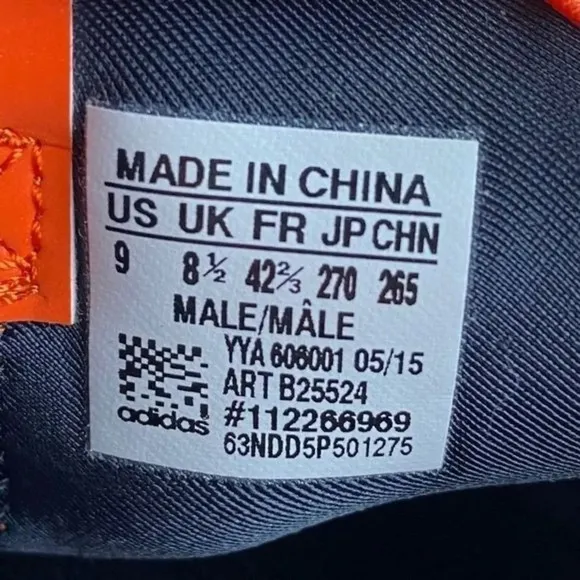 MADE IN CHINA
US UK FR JP CHN
9 8½ 42⅔ 270 265
MALE/MÂLE
YYA 606001 05/15
ART B25524
adidas #112266969
63NDD5P501275